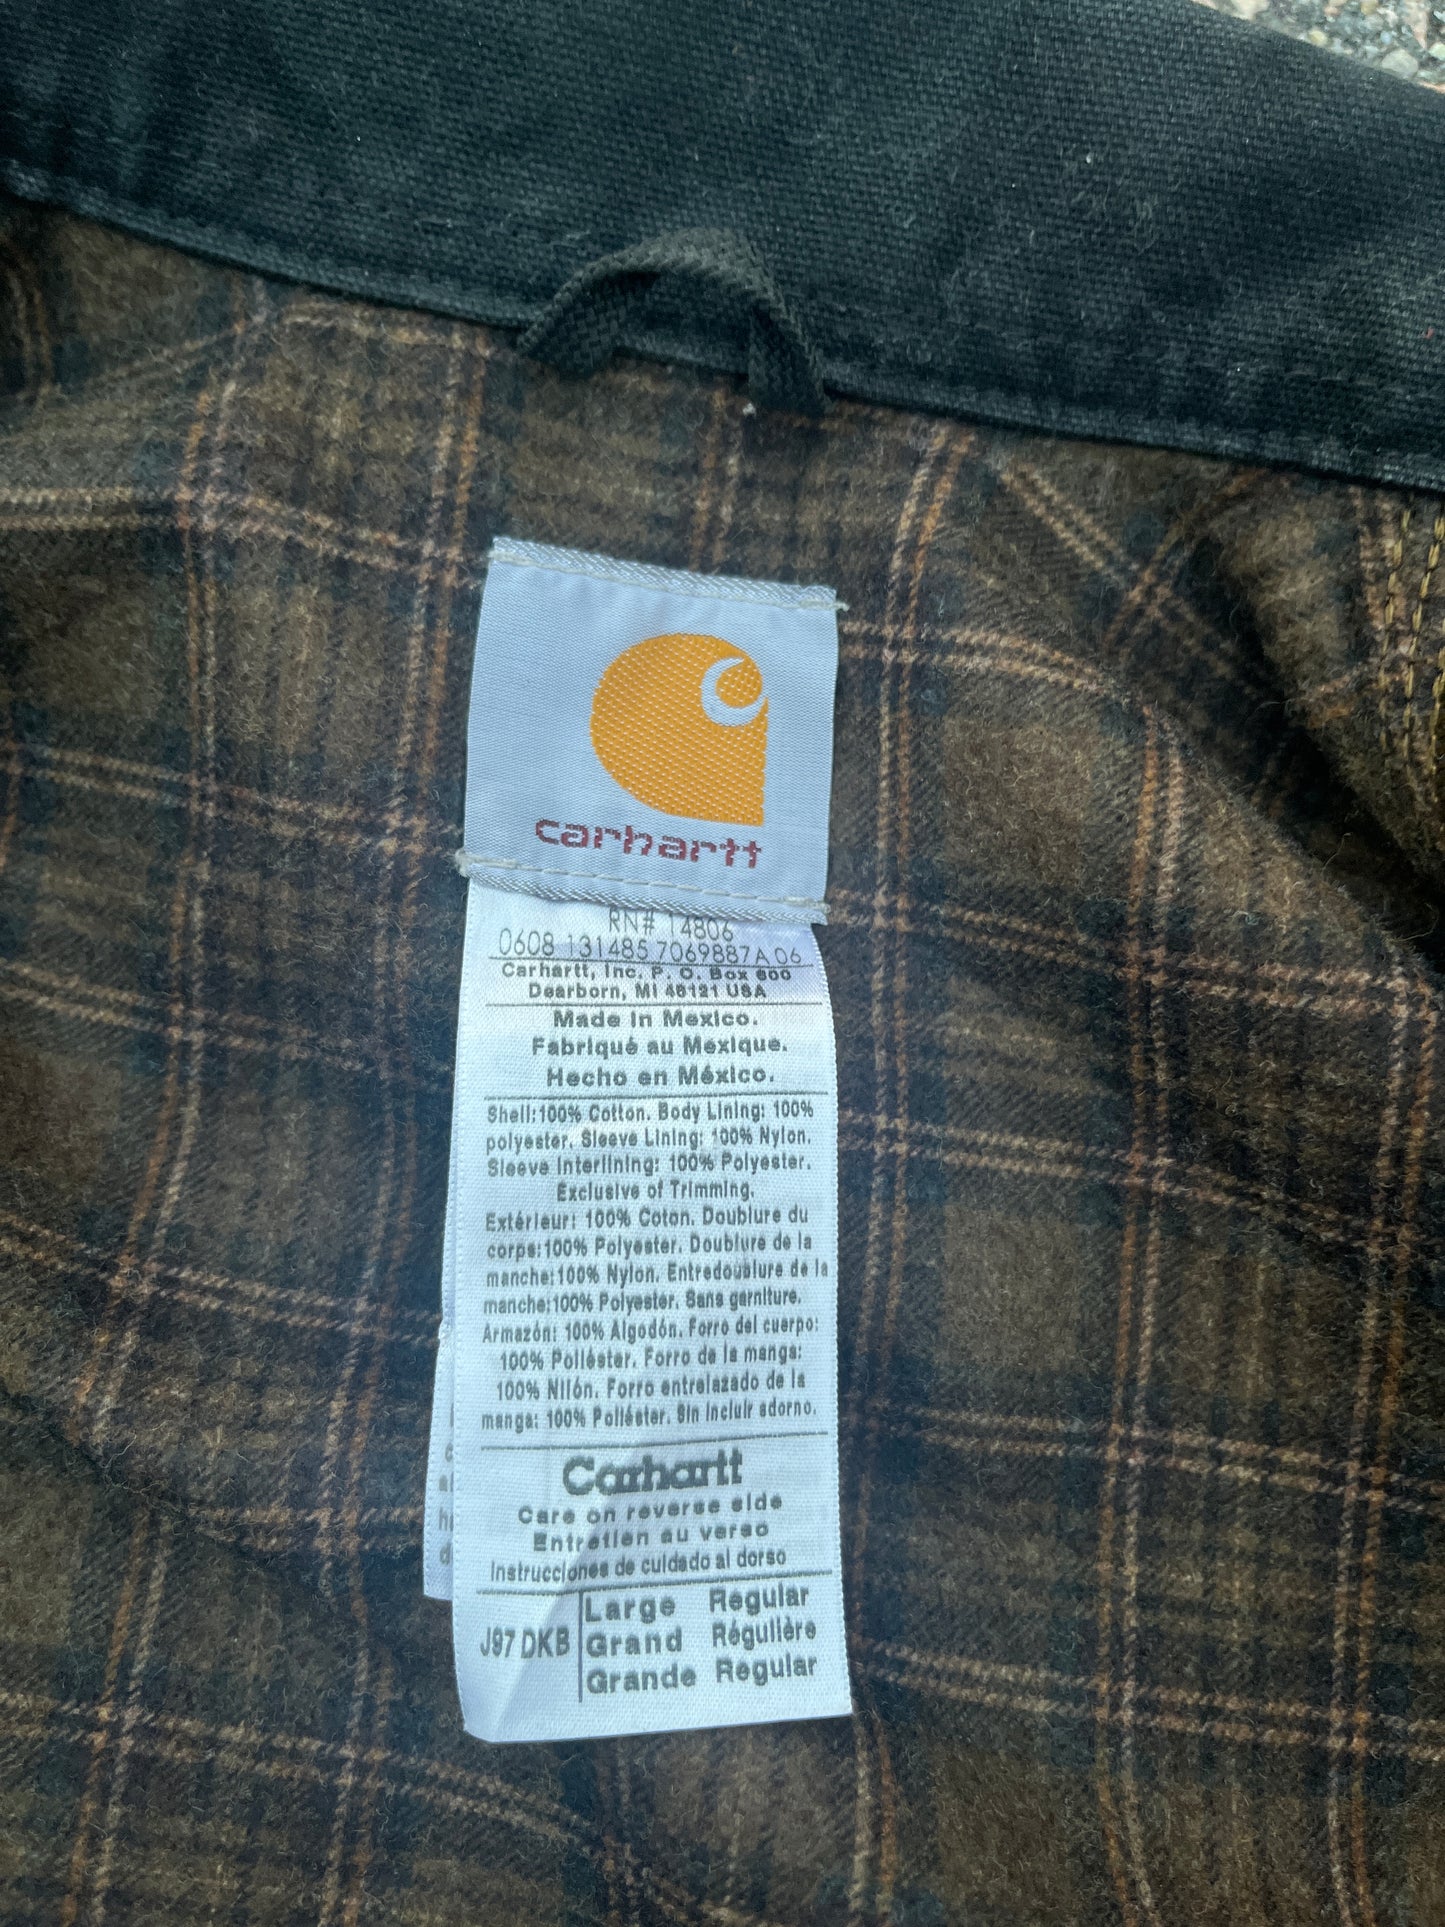 carhartt
RN# 14806
0608 131485 7069887A 06
Carhartt, Inc. P. O. Box 600
Dearborn, MI 48121 USA
Made in Mexico.
Fabriqué au Mexique.
Hecho en México.
Shell:100% Cotton. Body Lining: 100%
polyester. Sleeve Lining: 100% Nylon.
Sleeve Interlining: 100% Polyester.
Exclusive of Trimming.
Extérieur: 100% Coton. Doublure du
corps:100% Polyester. Doublure de la
manche:100% Nylon. Entredoublure de la
manche:100% Polyester. Sans garniture.
Armazón: 100% Algodón. Forro del cuerpo:
100% Poliéster. Forro de la manga:
100% Nilón. Forro entrelazado de la
manga: 100% Poliéster. Sin incluir adorno.
Carhartt
Care on reverse side
Entretien au verso
Instrucciones de cuidado al dorso
J97 DKB
Large Regular
Grand Régulière
Grande Regular